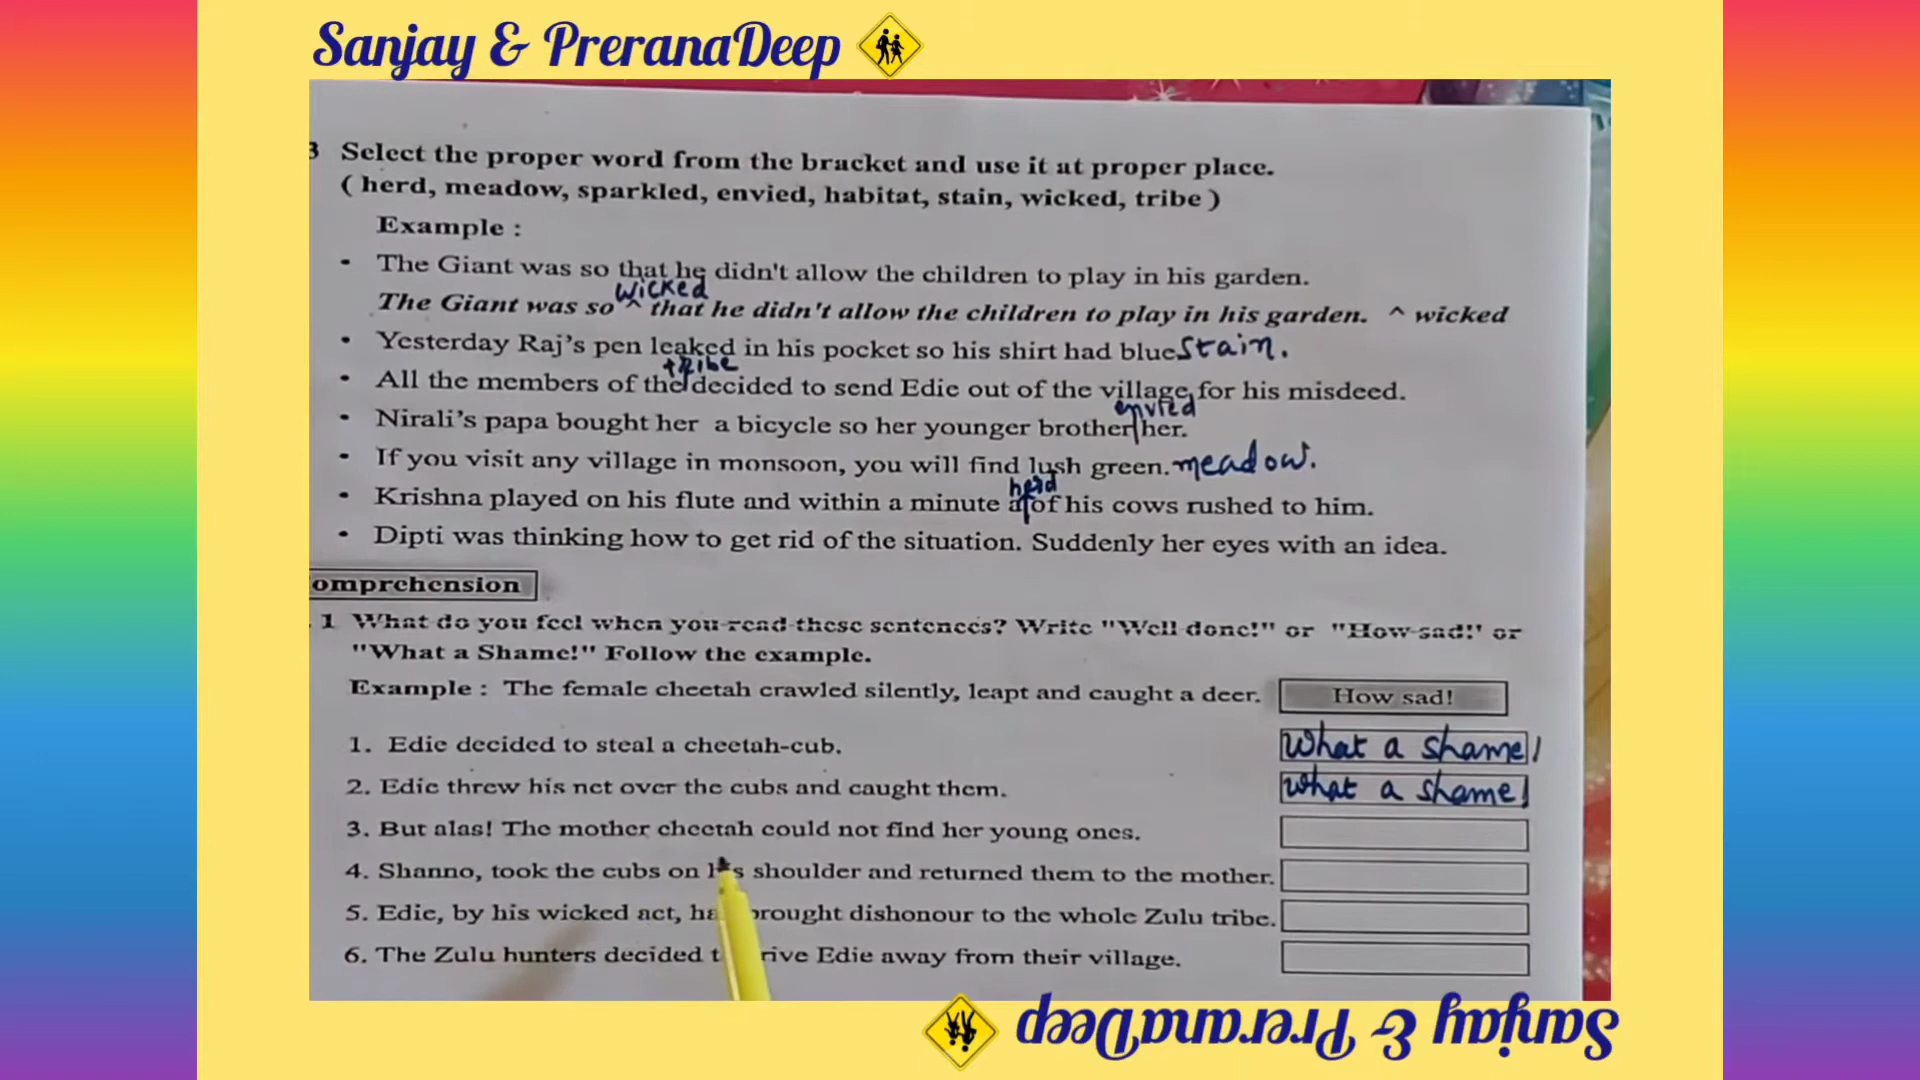 Sanjay & PreranaDeep
3 Select the proper word from the bracket and use it at proper place.
( herd, meadow, sparkled, envied, habitat, stain, wicked, tribe )
Example :
• The Giant was so that he didn't allow the children to play in his garden.
wicked
The Giant was so ^ that he didn't allow the children to play in his garden. ^ wicked
• Yesterday Raj's pen leaked in his pocket so his shirt had blue stain.
tribe
• All the members of the decided to send Edie out of the village for his misdeed.
envied
• Nirali's papa bought her a bicycle so her younger brother her.
• If you visit any village in monsoon, you will find lush green. meadow.
herd
• Krishna played on his flute and within a minute a of his cows rushed to him.
• Dipti was thinking how to get rid of the situation. Suddenly her eyes with an idea.
omprehension
. 1 What do you feel when you read these sentences? Write "Well done!" or "How sad!' or
"What a Shame!" Follow the example.
Example : The female cheetah crawled silently, leapt and caught a deer. How sad!
1. Edie decided to steal a cheetah-cub. What a shame!
2. Edie threw his net over the cubs and caught them. what a shame!
3. But alas! The mother cheetah could not find her young ones.
4. Shanno, took the cubs on his shoulder and returned them to the mother.
5. Edie, by his wicked act, ha brought dishonour to the whole Zulu tribe.
6. The Zulu hunters decided t rive Edie away from their village.
Sanjay & PreranaDeep